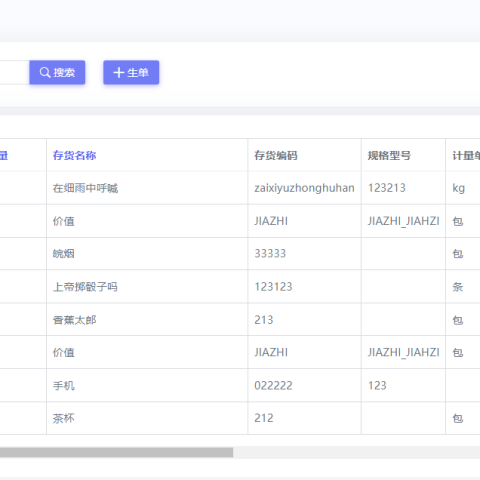 搜索 生单
量 存货名称 存货编码 规格型号 计量单
在细雨中呼喊 zaixiyuzhonghuhan 123213 kg
价值 JIAZHI JIAZHI_JIAHZI 包
皖烟 33333 包
上帝掷骰子吗 123123 条
香蕉太郎 213 包
价值 JIAZHI JIAZHI_JIAHZI 包
手机 022222 123
茶杯 212 包